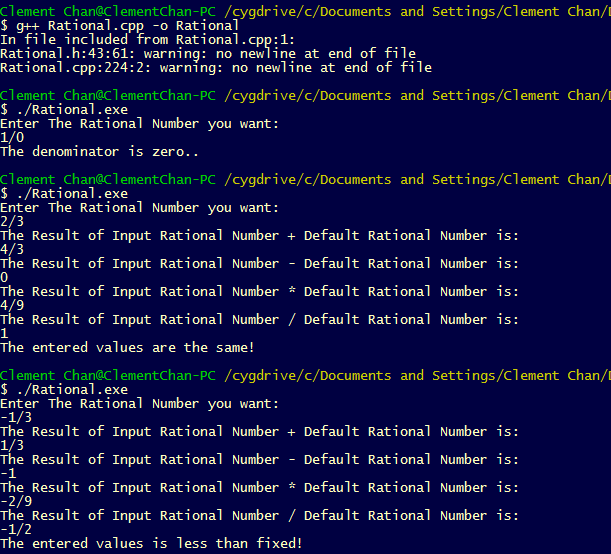 Clement Chan@ClementChan-PC /cygdrive/c/Documents and Settings/Clement Chan/D
$ g++ Rational.cpp -o Rational
In file included from Rational.cpp:1:
Rational.h:43:61: warning: no newline at end of file
Rational.cpp:224:2: warning: no newline at end of file
Clement Chan@ClementChan-PC /cygdrive/c/Documents and Settings/Clement Chan/D
$ ./Rational.exe
Enter The Rational Number you want:
1/0
The denominator is zero..
Clement Chan@ClementChan-PC /cygdrive/c/Documents and Settings/Clement Chan/D
$ ./Rational.exe
Enter The Rational Number you want:
2/3
The Result of Input Rational Number + Default Rational Number is:
4/3
The Result of Input Rational Number - Default Rational Number is:
0
The Result of Input Rational Number * Default Rational Number is:
4/9
The Result of Input Rational Number / Default Rational Number is:
1
The entered values are the same!
Clement Chan@ClementChan-PC /cygdrive/c/Documents and Settings/Clement Chan/D
$ ./Rational.exe
Enter The Rational Number you want:
-1/3
The Result of Input Rational Number + Default Rational Number is:
1/3
The Result of Input Rational Number - Default Rational Number is:
-1
The Result of Input Rational Number * Default Rational Number is:
-2/9
The Result of Input Rational Number / Default Rational Number is:
-1/2
The entered values is less than fixed!